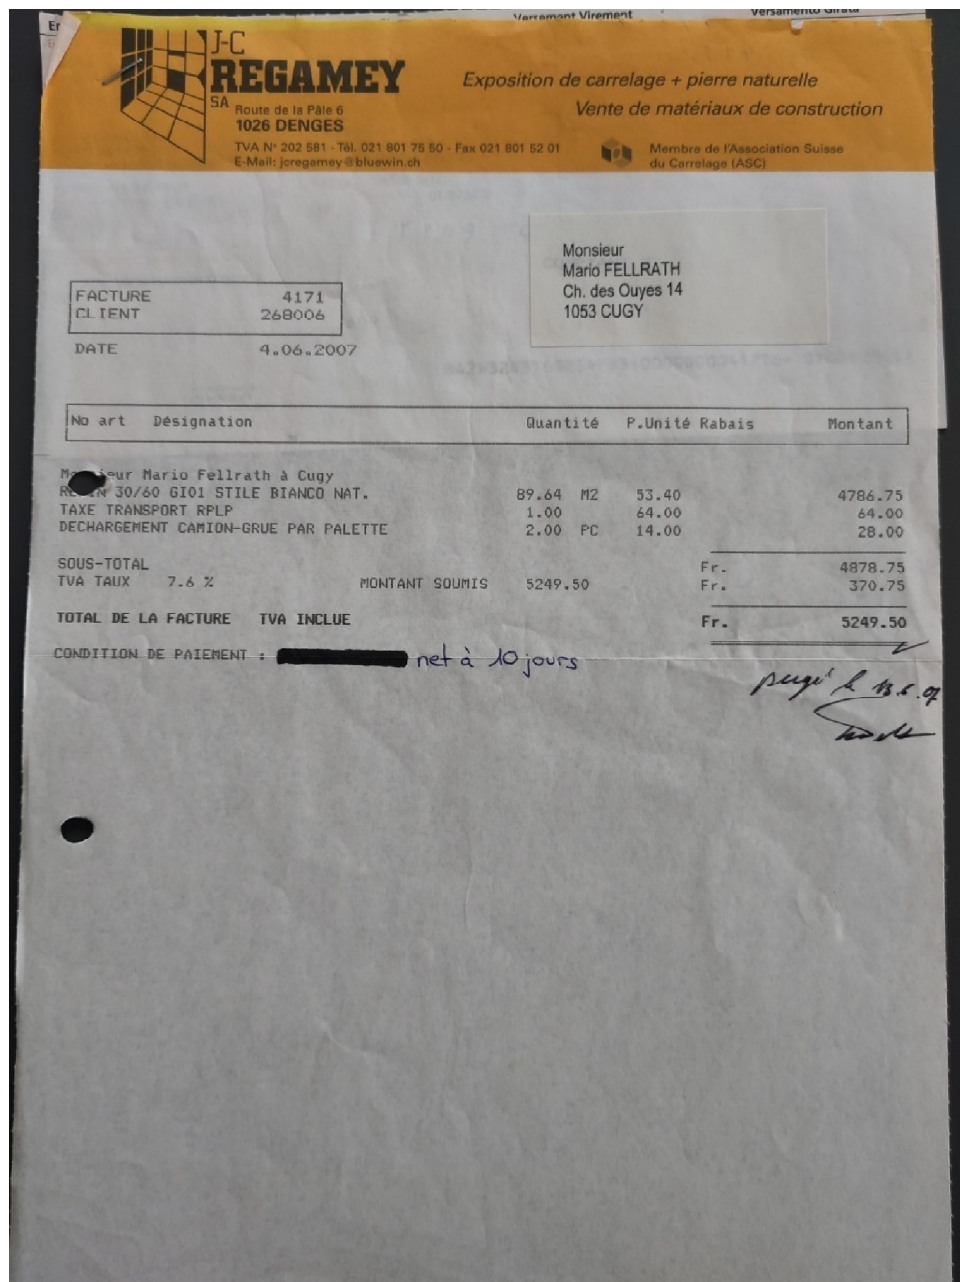 Versement Virement
Versamento Girata
J-C
REGAMEY
SA
Route de la Pâle 6
1026 DENGES
TVA N° 202 581 - Tél. 021 801 75 50 - Fax 021 801 52 01
E-Mail: jcregamey@bluewin.ch
Exposition de carrelage + pierre naturelle
Vente de matériaux de construction
Membre de l'Association Suisse
du Carrelage (ASC)
Monsieur
Mario FELLRATH
Ch. des Ouyes 14
1053 CUGY
FACTURE 4171
CLIENT 268006
DATE 4.06.2007
No art Désignation Quantité P.Unité Rabais Montant
Mario Fellrath à Cugy
30/60 GI01 STILE BIANCO NAT. 89.64 M2 53.40 4786.75
TAXE TRANSPORT RPLP 1.00 64.00 64.00
DECHARGEMENT CAMION-GRUE PAR PALETTE 2.00 PC 14.00 28.00
SOUS-TOTAL Fr. 4878.75
TVA TAUX 7.6 % MONTANT SOUMIS 5249.50 Fr. 370.75
TOTAL DE LA FACTURE TVA INCLUE Fr. 5249.50
CONDITION DE PAIEMENT : net à 10 jours
le 13.6.07